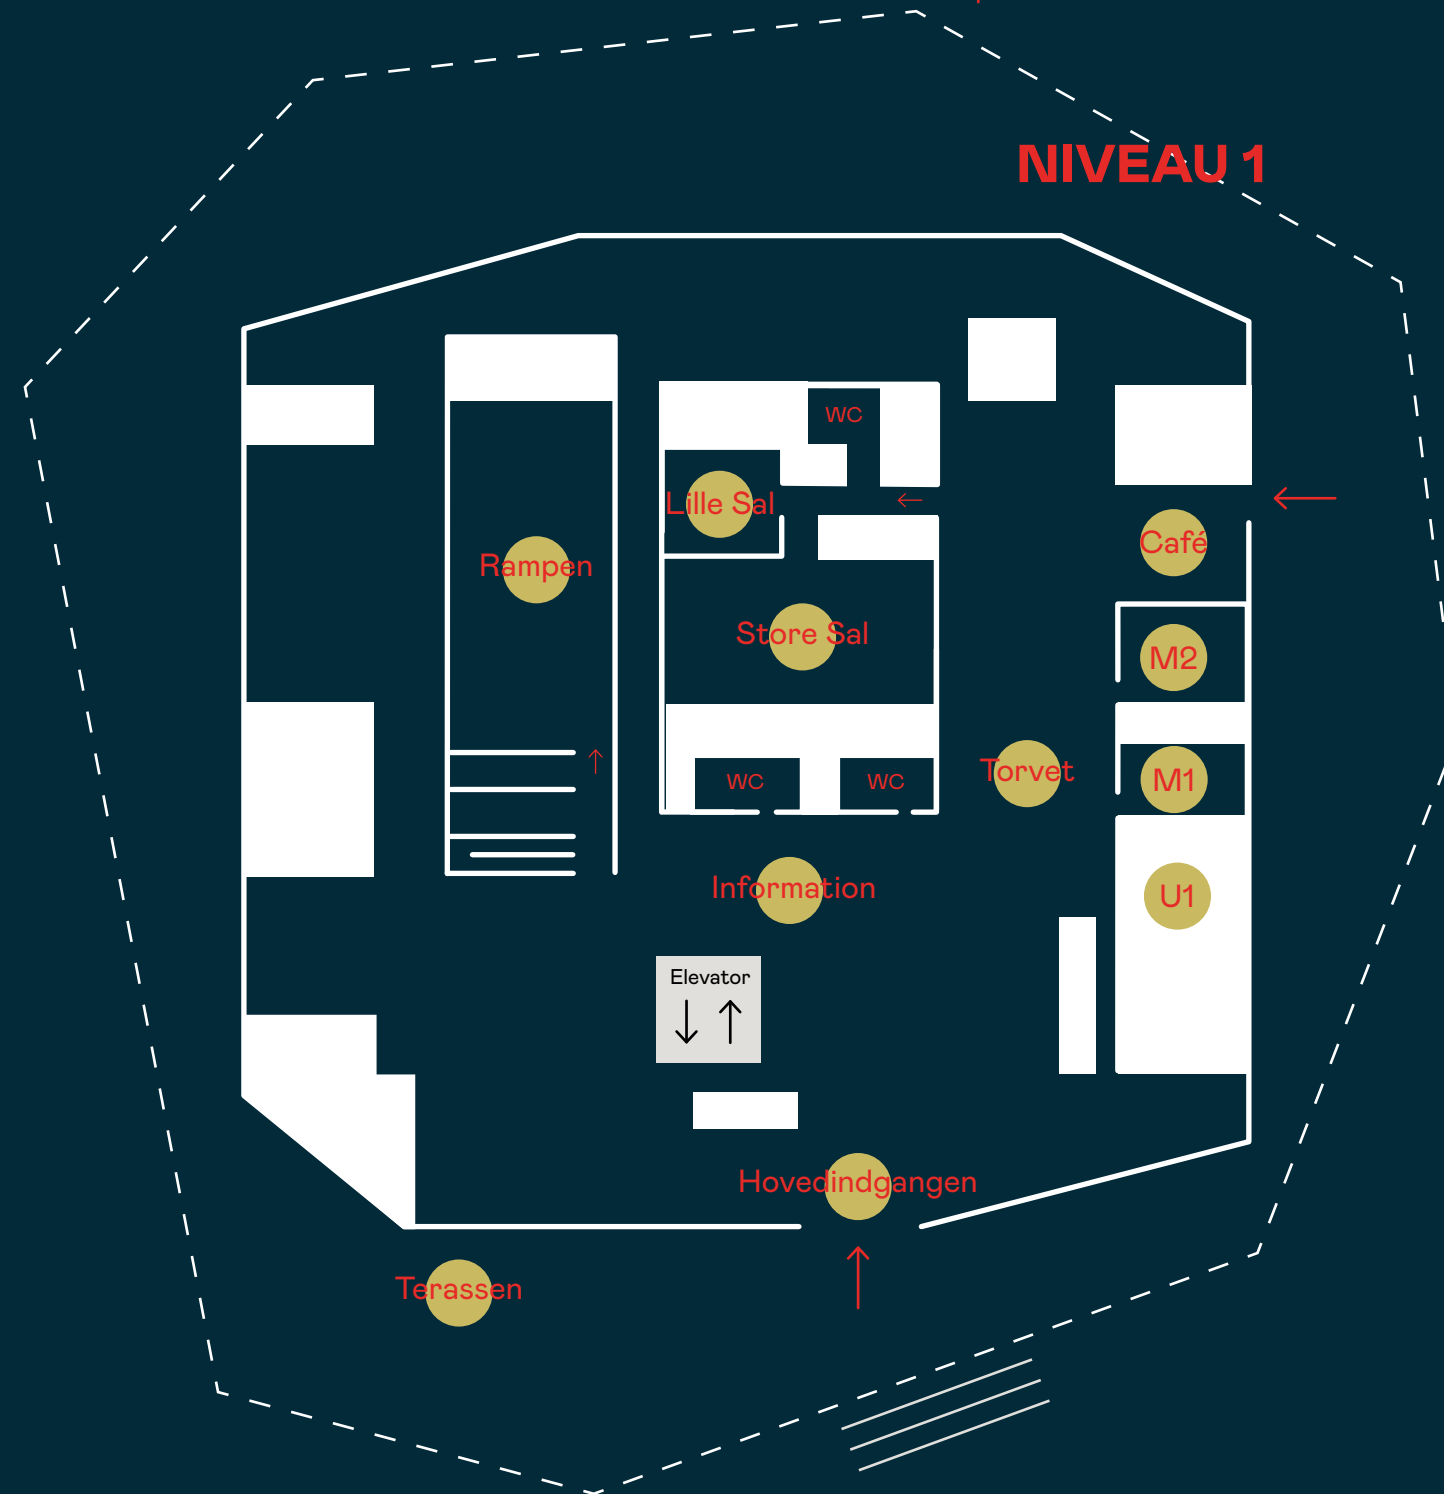 NIVEAU 1
WC
Lille Sal
Café
Rampen
Store Sal
M2
Torvet
M1
WC
WC
Information
U1
Elevator
Hovedindgangen
Terassen